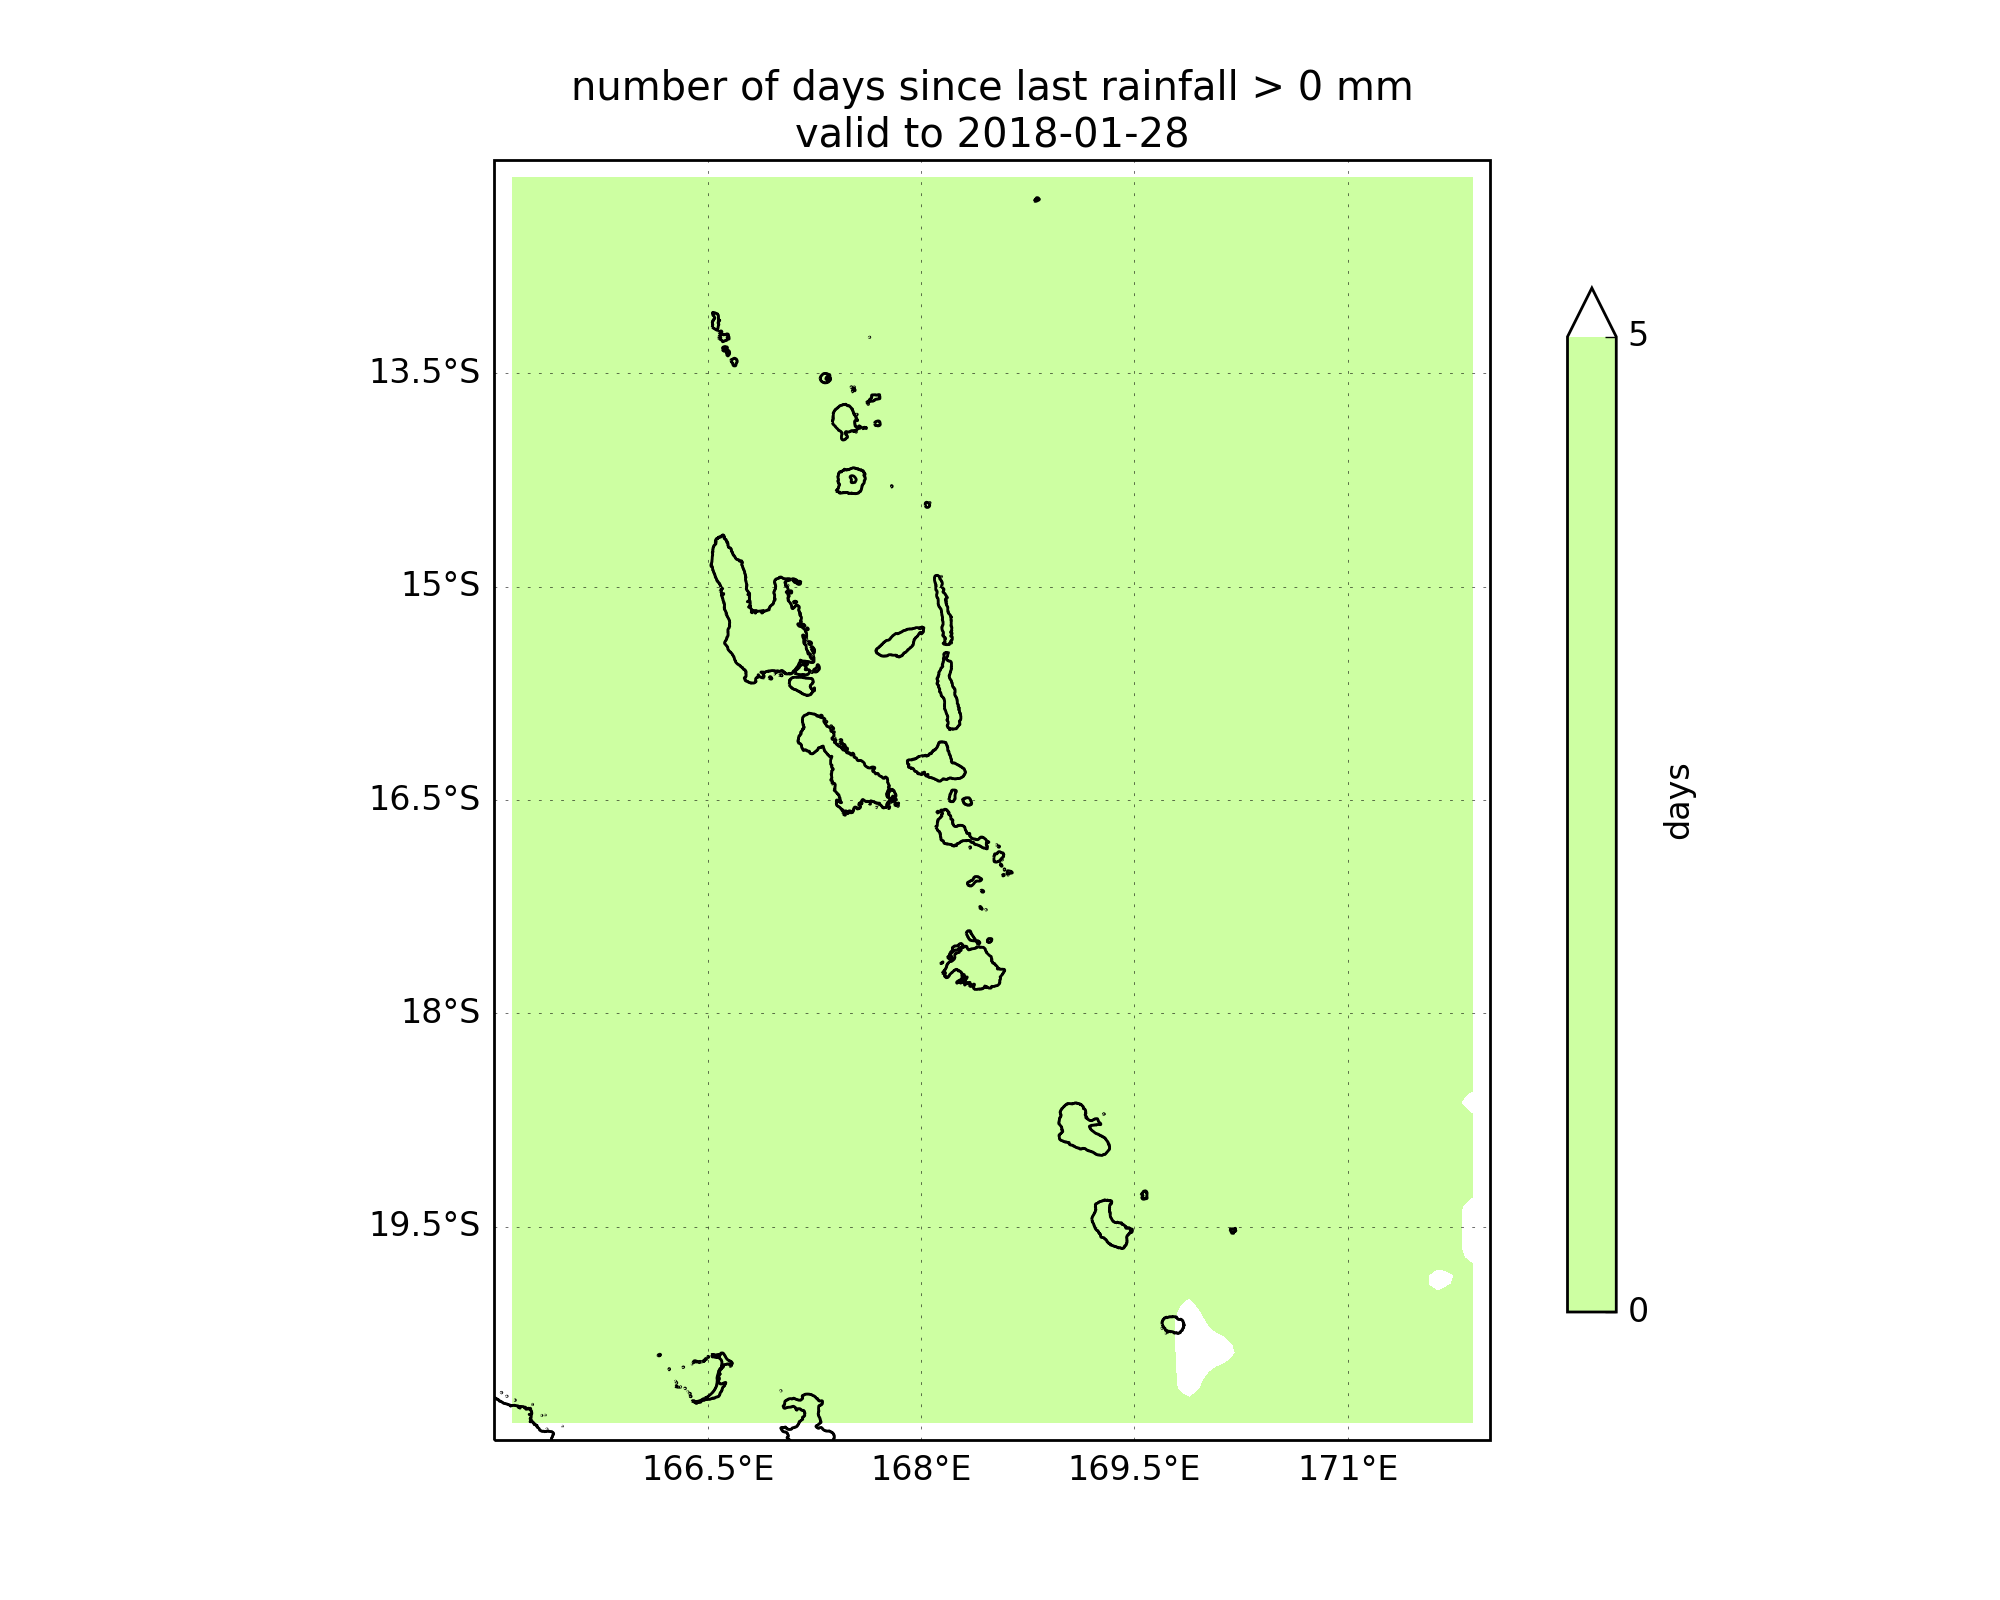 number of days since last rainfall > 0 mm
valid to 2018-01-28
13.5°S
15°S
16.5°S
18°S
19.5°S
166.5°E
168°E
169.5°E
171°E
5
0
days